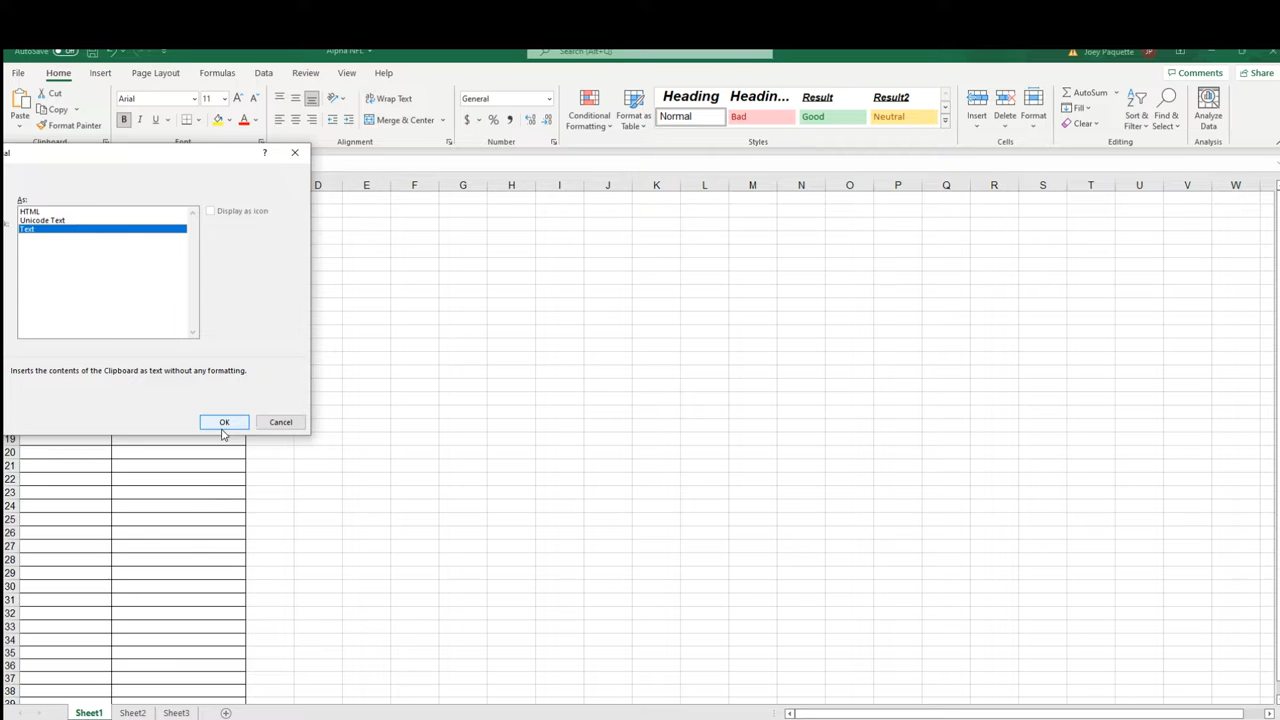 AutoSave Off Alpha NFL Search (Alt+Q) Joey Paquette JP
File Home Insert Page Layout Formulas Data Review View Help Comments Share
Paste Cut Copy Format Painter
Arial 11
B I U A
Wrap Text
Merge & Center
General
$ % ,
Conditional Formatting
Format as Table
Heading Headin... Result Result2
Normal Bad Good Neutral
Insert Delete Format
AutoSum
Fill
Clear
Sort & Filter
Find & Select
Analyze Data
Clipboard Font Alignment Number Styles Cells Editing Analysis
al ?
D E F G H I J K L M N O P Q R S T U V W
As:
HTML
Unicode Text
Text
Display as icon
Inserts the contents of the Clipboard as text without any formatting.
OK Cancel
19
20
21
22
23
24
25
26
27
28
29
30
31
32
33
34
35
36
37
38
39
Sheet1 Sheet2 Sheet3